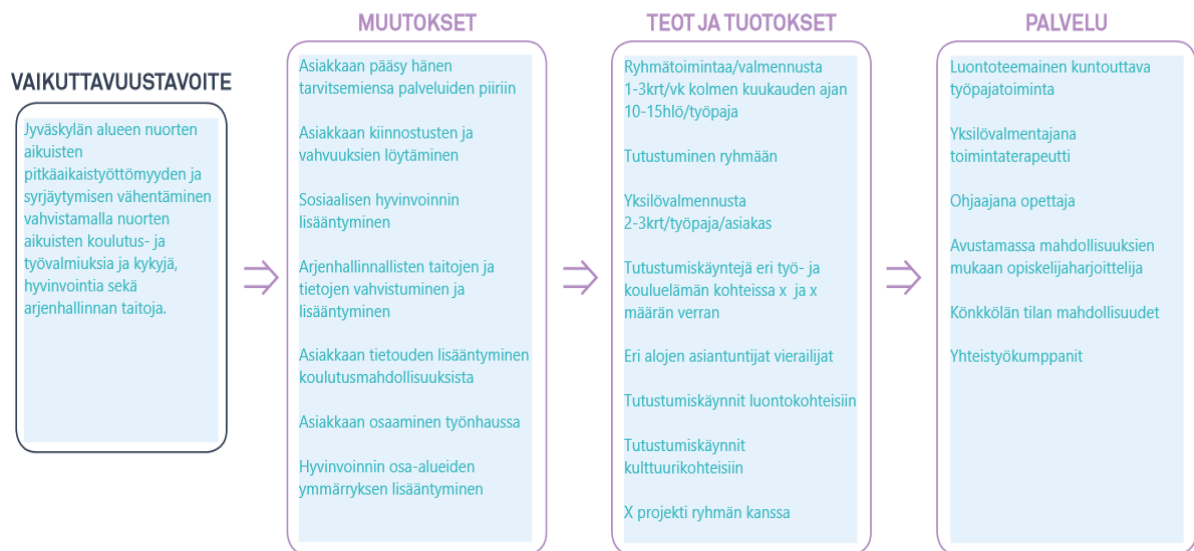 VAIKUTTAVUUSTAVOITE
Jyväskylän alueen nuorten
aikuisten
pitkäaikaistyöttömyyden ja
syrjäytymisen vähentäminen
vahvistamalla nuorten
aikuisten koulutus- ja
työvalmiuksia ja kykyjä,
hyvinvointia sekä
arjenhallinnan taitoja.
MUUTOKSET
Asiakkaan pääsy hänen
tarvitsemiensa palveluiden piiriin
Asiakkaan kiinnostusten ja
vahvuuksien löytäminen
Sosiaalisen hyvinvoinnin
lisääntyminen
Arjenhallinnallisten taitojen ja
tietojen vahvistuminen ja
lisääntyminen
Asiakkaan tietouden lisääntyminen
koulutusmahdollisuuksista
Asiakkaan osaaminen työnhaussa
Hyvinvoinnin osa-alueiden
ymmärryksen lisääntyminen
TEOT JA TUOTOKSET
Ryhmätoimintaa/valmennusta
1-3krt/vk kolmen kuukauden ajan
10-15hlö/työpaja
Tutustuminen ryhmään
Yksilövalmennusta
2-3krt/työpaja/asiakas
Tutustumiskäyntejä eri työ- ja
kouluelämän kohteissa x ja x
määrän verran
Eri alojen asiantuntijat vierailijat
Tutustumiskäynnit luontokohteisiin
Tutustumiskäynnit
kulttuurikohteisiin
X projekti ryhmän kanssa
PALVELU
Luontoteemainen kuntouttava
työpajatoiminta
Yksilövalmentajana
toimintaterapeutti
Ohjaajana opettaja
Avustamassa mahdollisuuksien
mukaan opiskelijaharjoittelija
Könkkölän tilan mahdollisuudet
Yhteistyökumppanit